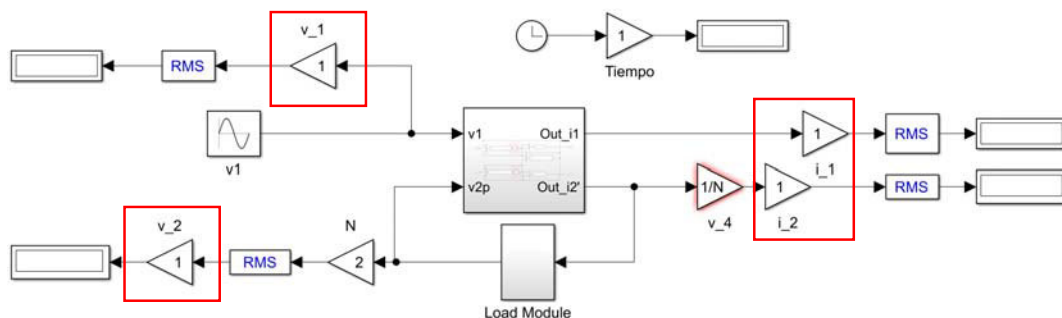 v_1
1
RMS
1
Tiempo
v1
v1
Out_i1
v2p
Out_i2'
1
RMS
i_1
1/N
1
RMS
v_4
i_2
v_2
1
RMS
N
2
Load Module